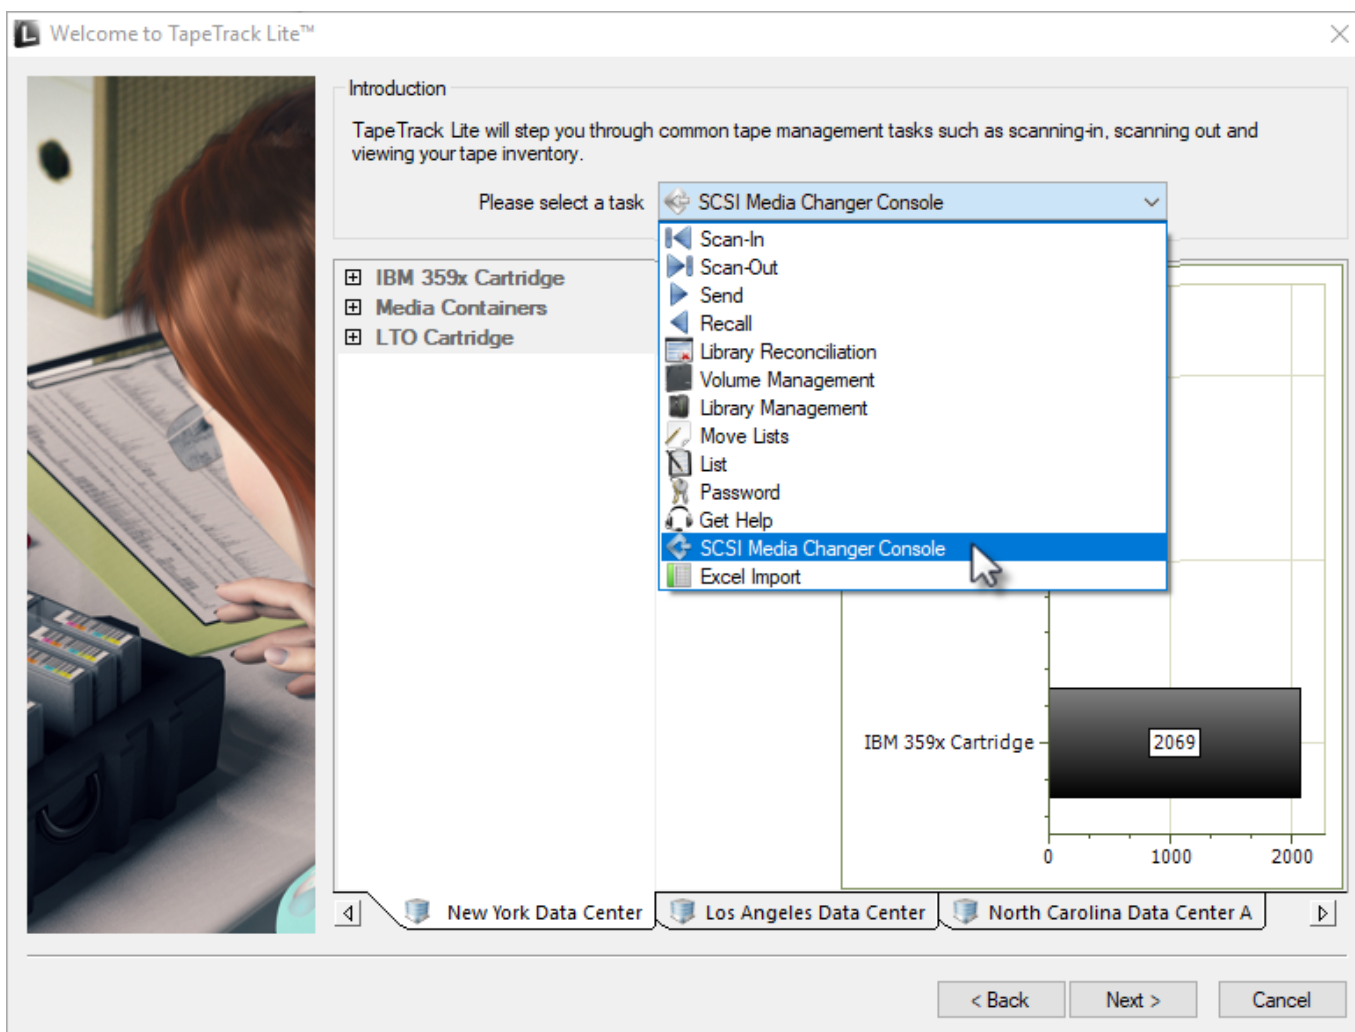 Welcome to TapeTrack Lite™
Introduction
TapeTrack Lite will step you through common tape management tasks such as scanning-in, scanning out and
viewing your tape inventory.
Please select a task
SCSI Media Changer Console
Scan-In
Scan-Out
Send
Recall
Library Reconciliation
Volume Management
Library Management
Move Lists
List
Password
Get Help
SCSI Media Changer Console
Excel Import
IBM 359x Cartridge
Media Containers
LTO Cartridge
IBM 359x Cartridge
2069
0 1000 2000
New York Data Center
Los Angeles Data Center
North Carolina Data Center A
< Back
Next >
Cancel